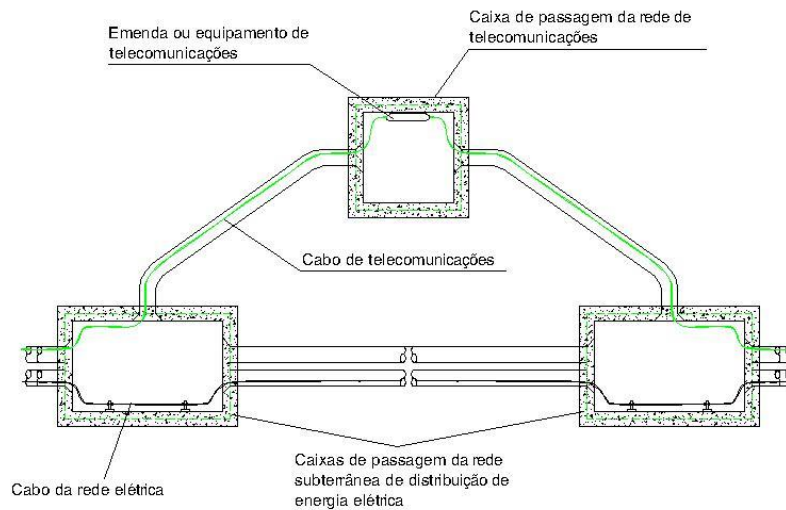 Emenda ou equipamento de
telecomunicações
Caixa de passagem da rede de
telecomunicações
Cabo de telecomunicações
Cabo da rede elétrica
Caixas de passagem da rede
subterrânea de distribuição de
energia elétrica